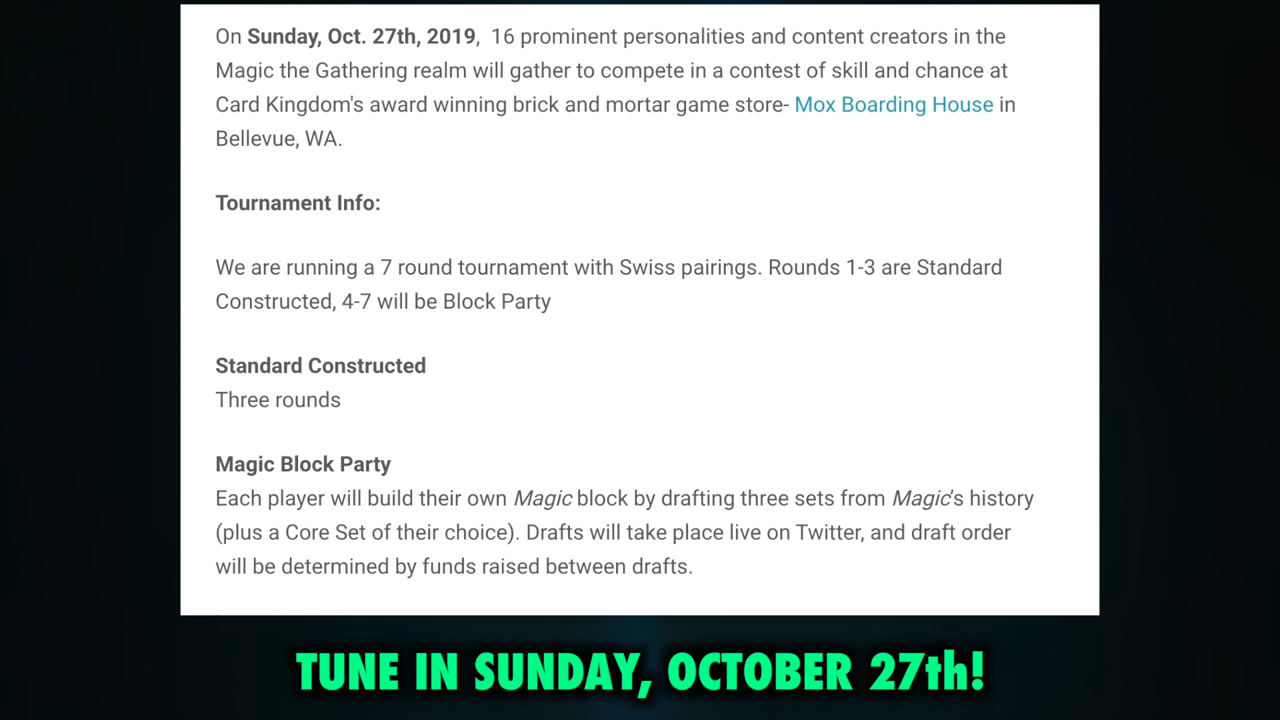 On Sunday, Oct. 27th, 2019,  16 prominent personalities and content creators in the
Magic the Gathering realm will gather to compete in a contest of skill and chance at
Card Kingdom's award winning brick and mortar game store- Mox Boarding House in
Bellevue, WA.
Tournament Info:
We are running a 7 round tournament with Swiss pairings. Rounds 1-3 are Standard
Constructed, 4-7 will be Block Party
Standard Constructed
Three rounds
Magic Block Party
Each player will build their own Magic block by drafting three sets from Magic's history
(plus a Core Set of their choice). Drafts will take place live on Twitter, and draft order
will be determined by funds raised between drafts.
TUNE IN SUNDAY, OCTOBER 27th!